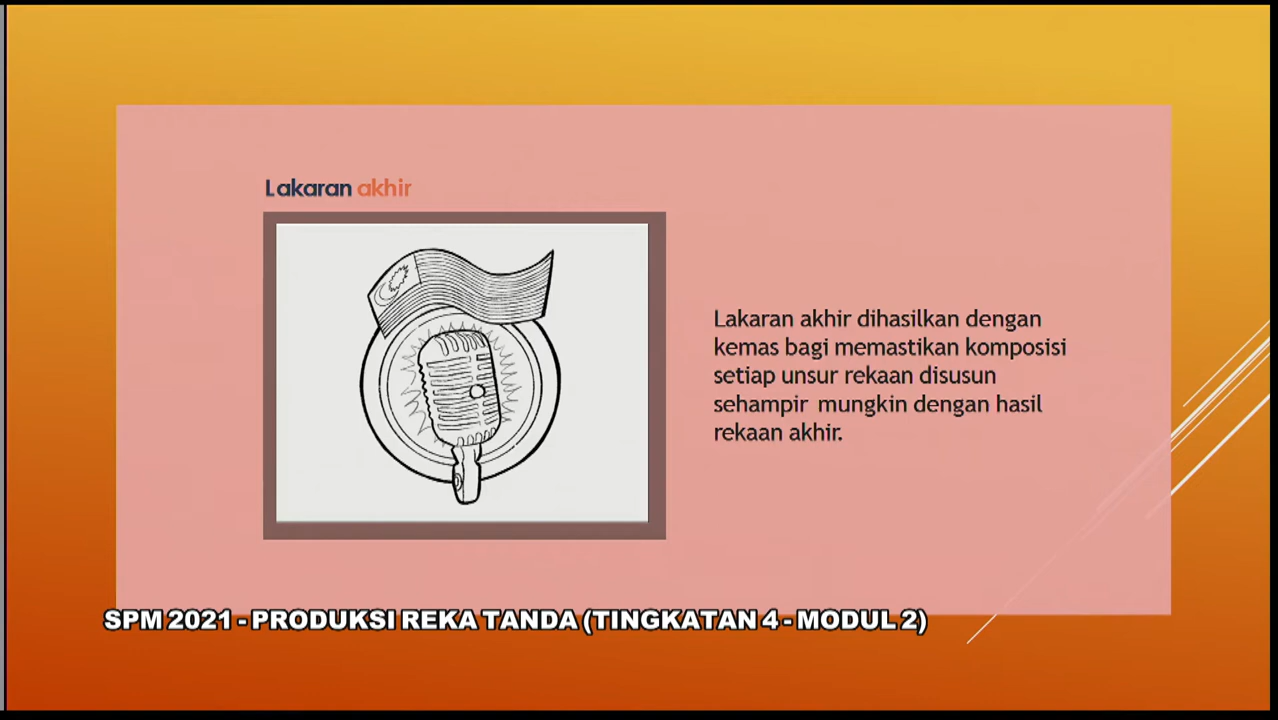 Lakaran akhir
Lakaran akhir dihasilkan dengan
kemas bagi memastikan komposisi
setiap unsur rekaan disusun
sehampir mungkin dengan hasil
rekaan akhir.
SPM 2021 - PRODUKSI REKA TANDA (TINGKATAN 4 - MODUL 2)